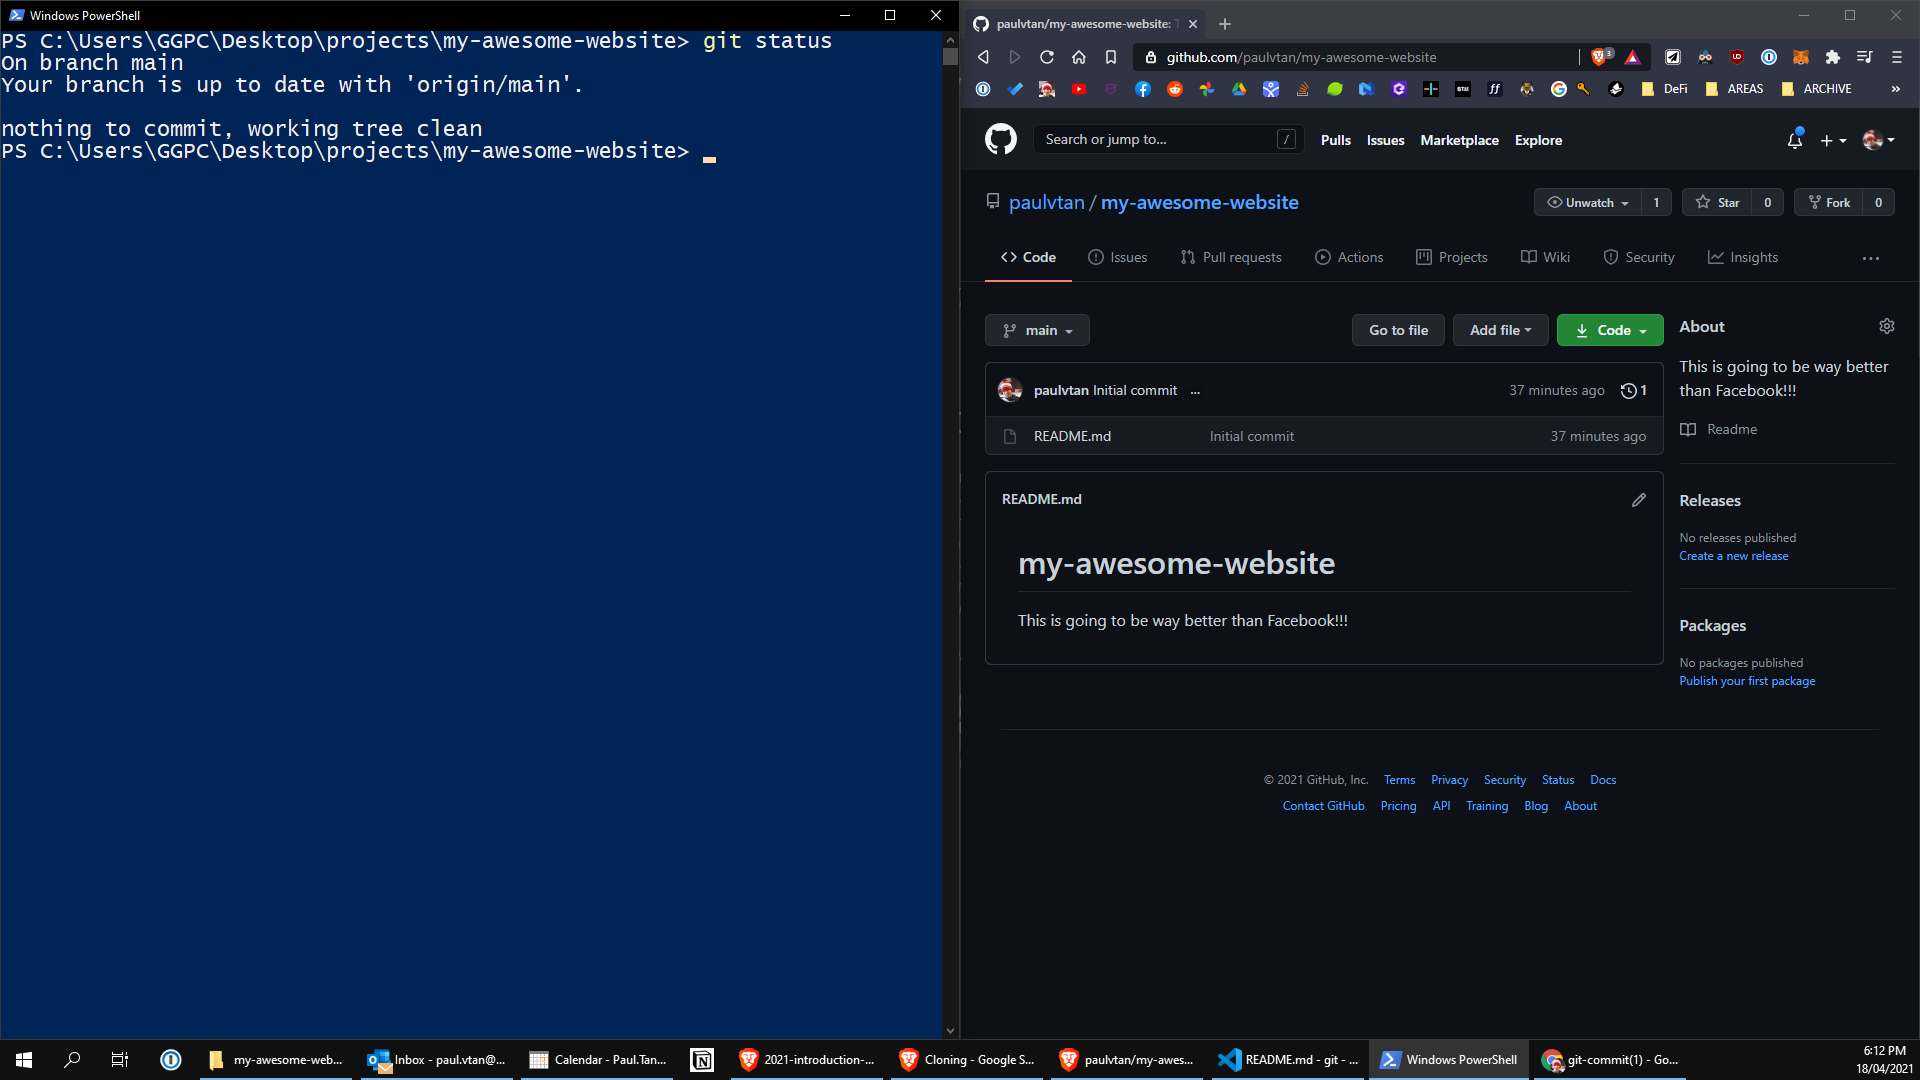 Windows PowerShell
PS C:\Users\GGPC\Desktop\projects\my-awesome-website> git status
On branch main
Your branch is up to date with 'origin/main'.
nothing to commit, working tree clean
PS C:\Users\GGPC\Desktop\projects\my-awesome-website>
paulvtan/my-awesome-website: T
github.com/paulvtan/my-awesome-website
3
DeFi
AREAS
ARCHIVE
Search or jump to...
/
Pulls
Issues
Marketplace
Explore
paulvtan / my-awesome-website
Unwatch 1
Star 0
Fork 0
Code
Issues
Pull requests
Actions
Projects
Wiki
Security
Insights
main
Go to file
Add file
Code
paulvtan Initial commit ... 37 minutes ago 1
README.md Initial commit 37 minutes ago
README.md
my-awesome-website
This is going to be way better than Facebook!!!
About
This is going to be way better
than Facebook!!!
Readme
Releases
No releases published
Create a new release
Packages
No packages published
Publish your first package
© 2021 GitHub, Inc. Terms Privacy Security Status Docs
Contact GitHub Pricing API Training Blog About
my-awesome-web...
Inbox - paul.vtan@...
Calendar - Paul.Tan...
2021-introduction-...
Cloning - Google S...
paulvtan/my-awes...
README.md - git - ...
Windows PowerShell
git-commit(1) - Go...
6:12 PM
18/04/2021